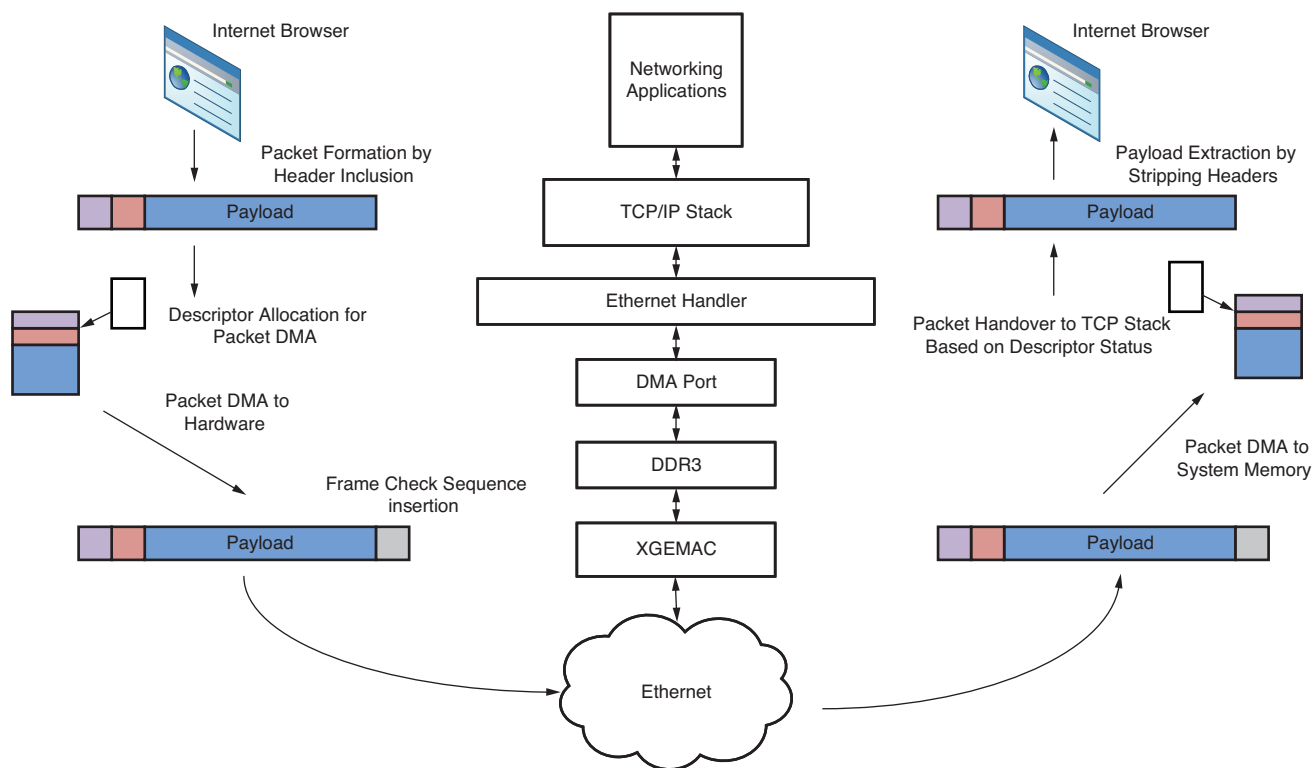 Internet Browser
Packet Formation by
Header Inclusion
Payload
Descriptor Allocation for
Packet DMA
Packet DMA to
Hardware
Frame Check Sequence
insertion
Payload
Networking
Applications
TCP/IP Stack
Ethernet Handler
DMA Port
DDR3
XGEMAC
Ethernet
Internet Browser
Payload Extraction by
Stripping Headers
Payload
Packet Handover to TCP Stack
Based on Descriptor Status
Packet DMA to
System Memory
Payload